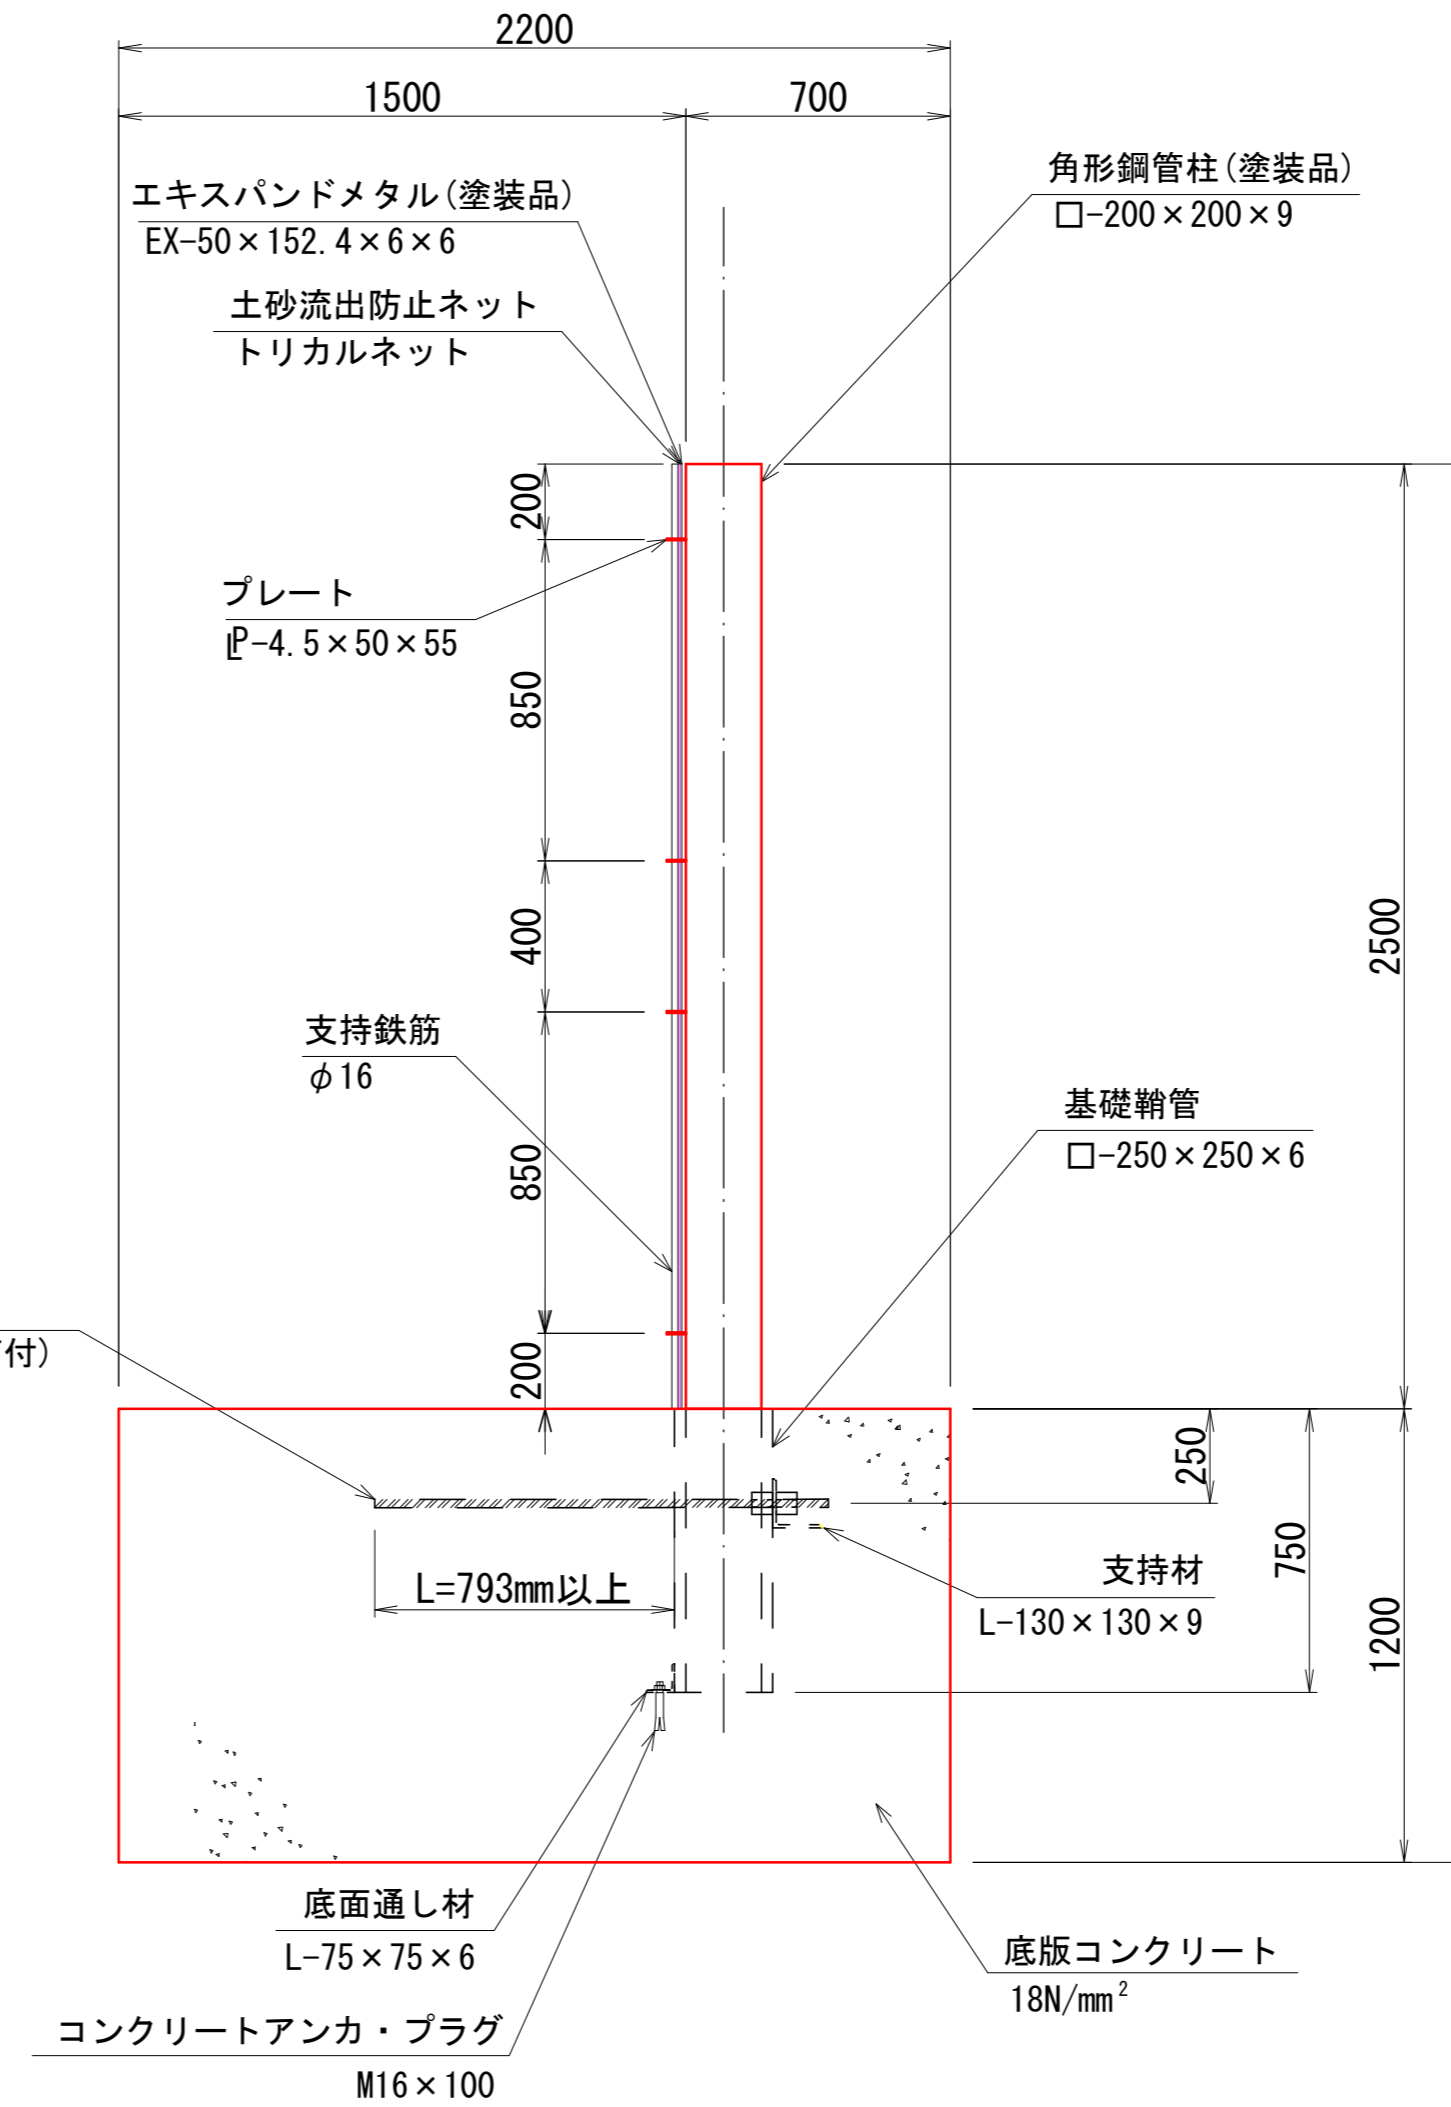 2200
1500
700
角形鋼管柱(塗装品)
□-200×200×9
エキスパンドメタル(塗装品)
EX-50×152.4×6×6
土砂流出防止ネット
トリカルネット
200
プレート
PL-4.5×50×55
850
400
2500
支持鉄筋
φ16
基礎鞘管
□-250×250×6
850
付)
200
250
L=793mm以上
750
支持材
L-130×130×9
1200
底面通し材
L-75×75×6
底版コンクリート
18N/mm²
コンクリートアンカ・プラグ
M16×100